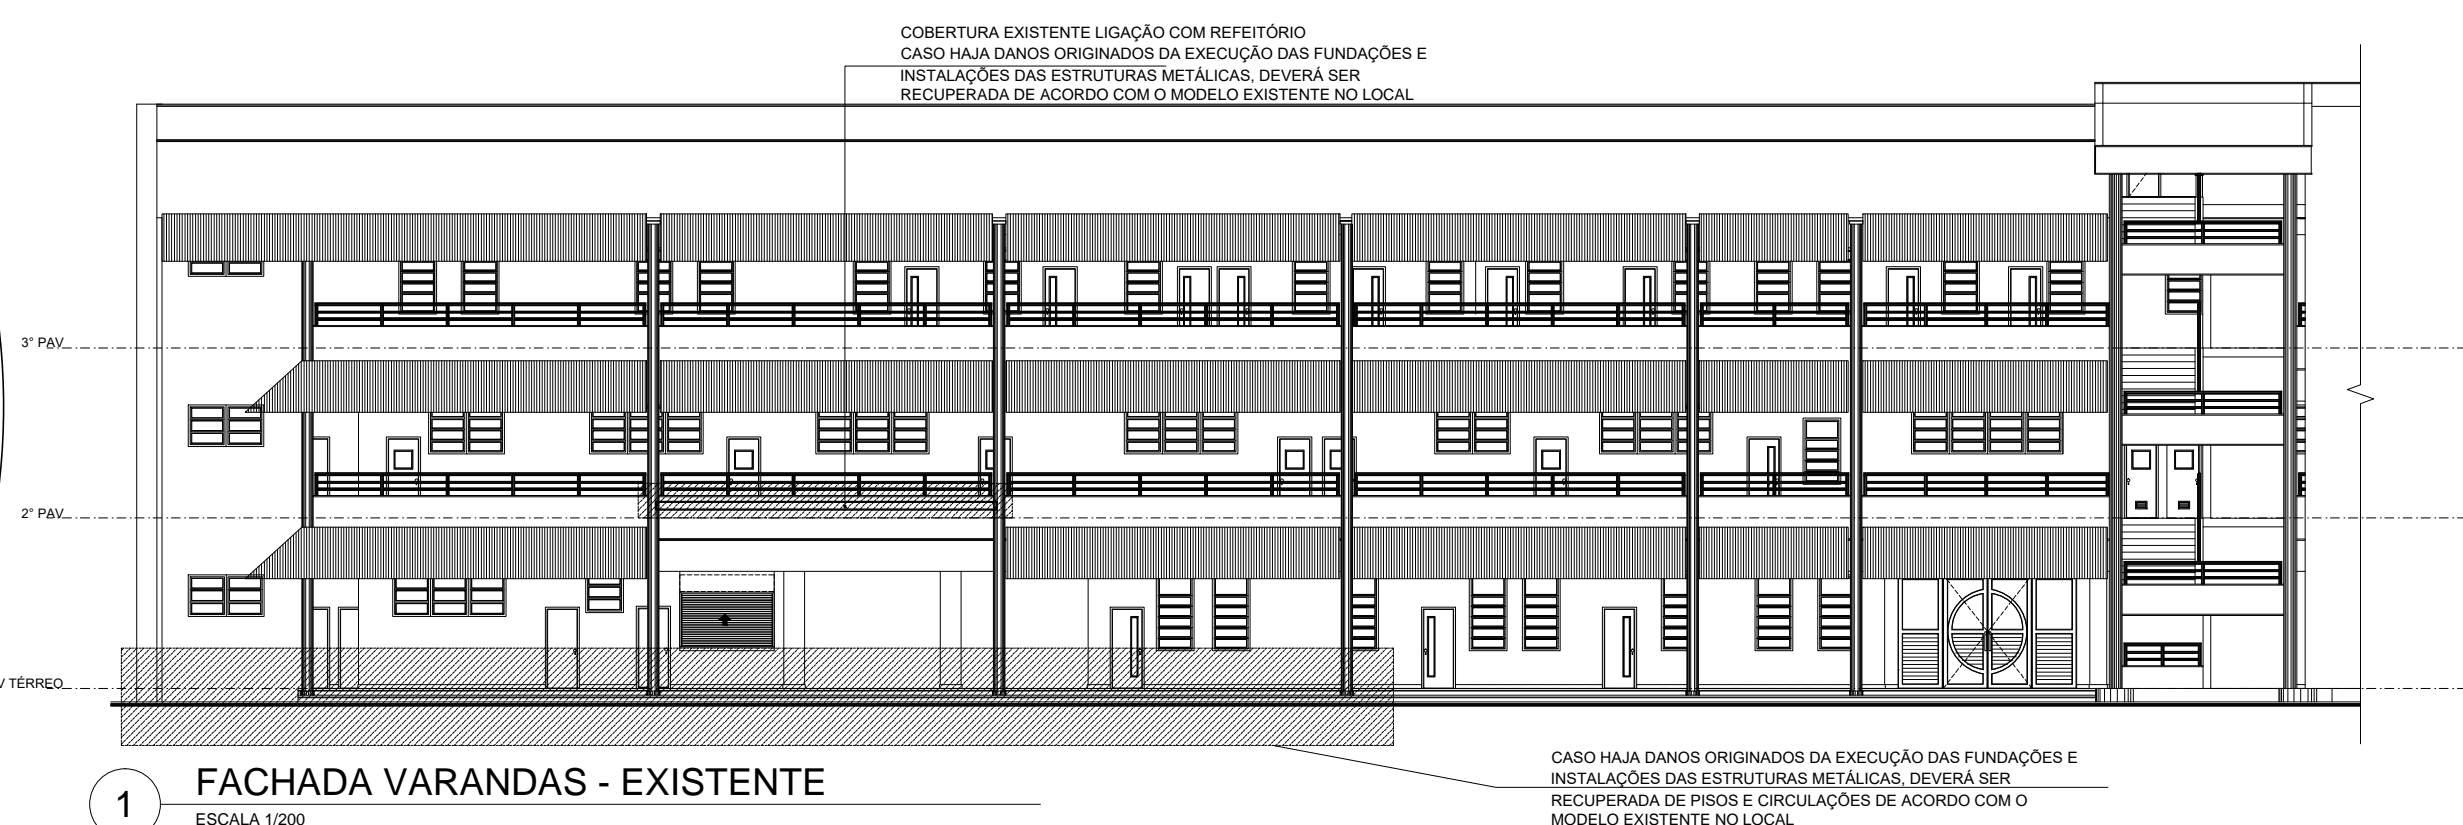 COBERTURA EXISTENTE LIGAÇÃO COM REFEITÓRIO
CASO HAJA DANOS ORIGINADOS DA EXECUÇÃO DAS FUNDAÇÕES E
INSTALAÇÕES DAS ESTRUTURAS METÁLICAS, DEVERÁ SER
RECUPERADA DE ACORDO COM O MODELO EXISTENTE NO LOCAL
3° PAV
2° PAV
V TÉRREO
CASO HAJA DANOS ORIGINADOS DA EXECUÇÃO DAS FUNDAÇÕES E
INSTALAÇÕES DAS ESTRUTURAS METÁLICAS, DEVERÁ SER
RECUPERADA DE PISOS E CIRCULAÇÕES DE ACORDO COM O
MODELO EXISTENTE NO LOCAL
1
FACHADA VARANDAS - EXISTENTE
ESCALA 1/200